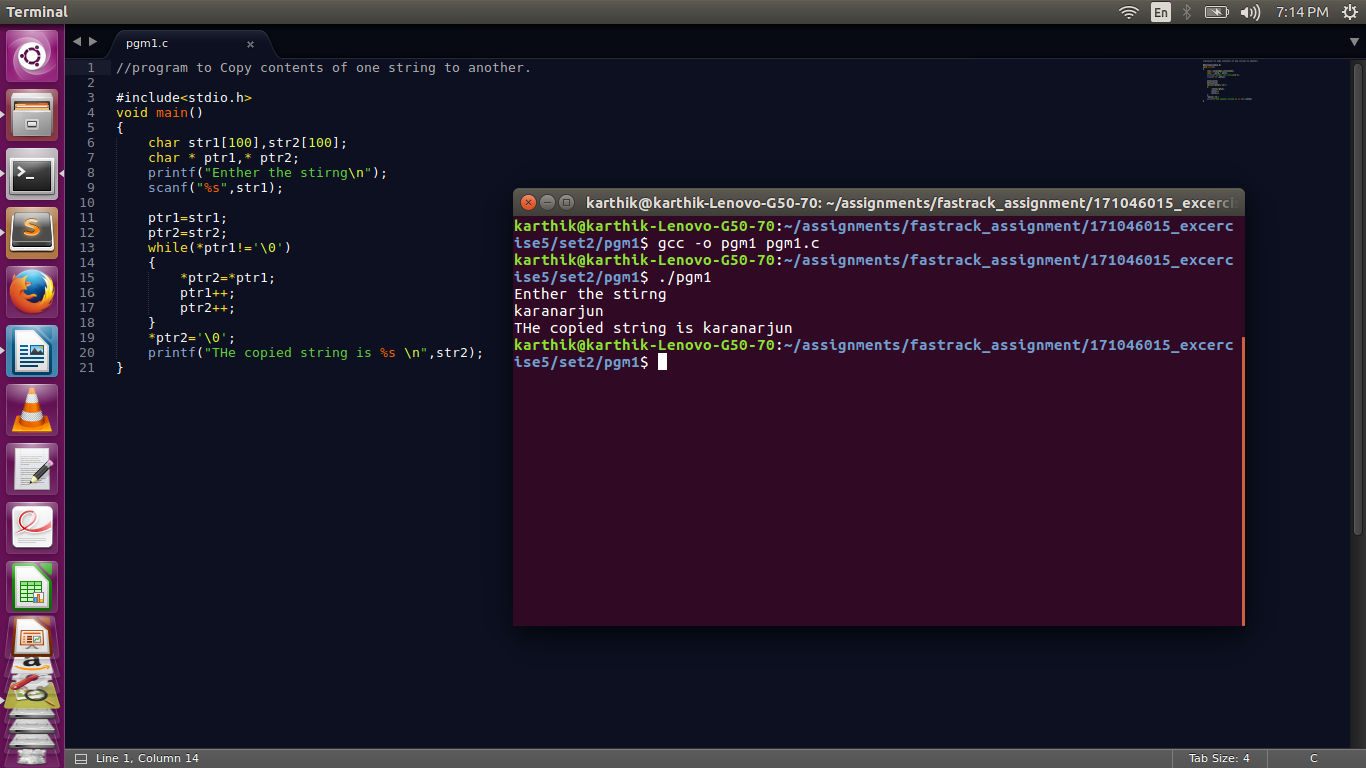 Terminal
En
7:14 PM
pgm1.c
1 //program to Copy contents of one string to another.
2
3 #include<stdio.h>
4 void main()
5 {
6 char str1[100],str2[100];
7 char * ptr1,* ptr2;
8 printf("Enther the stirng\n");
9 scanf("%s",str1);
10
11 ptr1=str1;
12 ptr2=str2;
13 while(*ptr1!='\0')
14 {
15 *ptr2=*ptr1;
16 ptr1++;
17 ptr2++;
18 }
19 *ptr2='\0';
20 printf("THe copied string is %s \n",str2);
21 }
karthik@karthik-Lenovo-G50-70: ~/assignments/fastrack_assignment/171046015_excerci
karthik@karthik-Lenovo-G50-70:~/assignments/fastrack_assignment/171046015_excerc
ise5/set2/pgm1$ gcc -o pgm1 pgm1.c
karthik@karthik-Lenovo-G50-70:~/assignments/fastrack_assignment/171046015_excerc
ise5/set2/pgm1$ ./pgm1
Enther the stirng
karanarjun
THe copied string is karanarjun
karthik@karthik-Lenovo-G50-70:~/assignments/fastrack_assignment/171046015_excerc
ise5/set2/pgm1$
Line 1, Column 14
Tab Size: 4
C